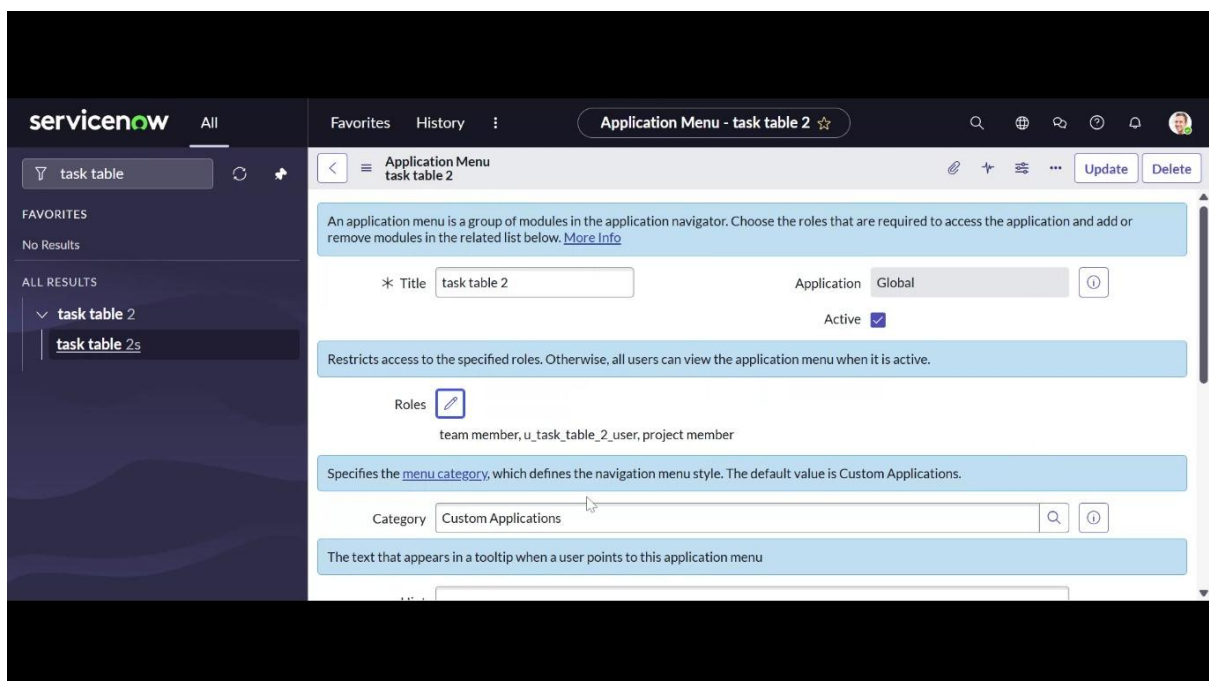 servicenow All Favorites History Application Menu - task table 2
task table
Application Menu
task table 2
Update Delete
FAVORITES
No Results
ALL RESULTS
task table 2
task table 2s
An application menu is a group of modules in the application navigator. Choose the roles that are required to access the application and add or
remove modules in the related list below. More Info
Title task table 2 Application Global
Active
Restricts access to the specified roles. Otherwise, all users can view the application menu when it is active.
Roles
team member, u_task_table_2_user, project member
Specifies the menu category, which defines the navigation menu style. The default value is Custom Applications.
Category Custom Applications
The text that appears in a tooltip when a user points to this application menu